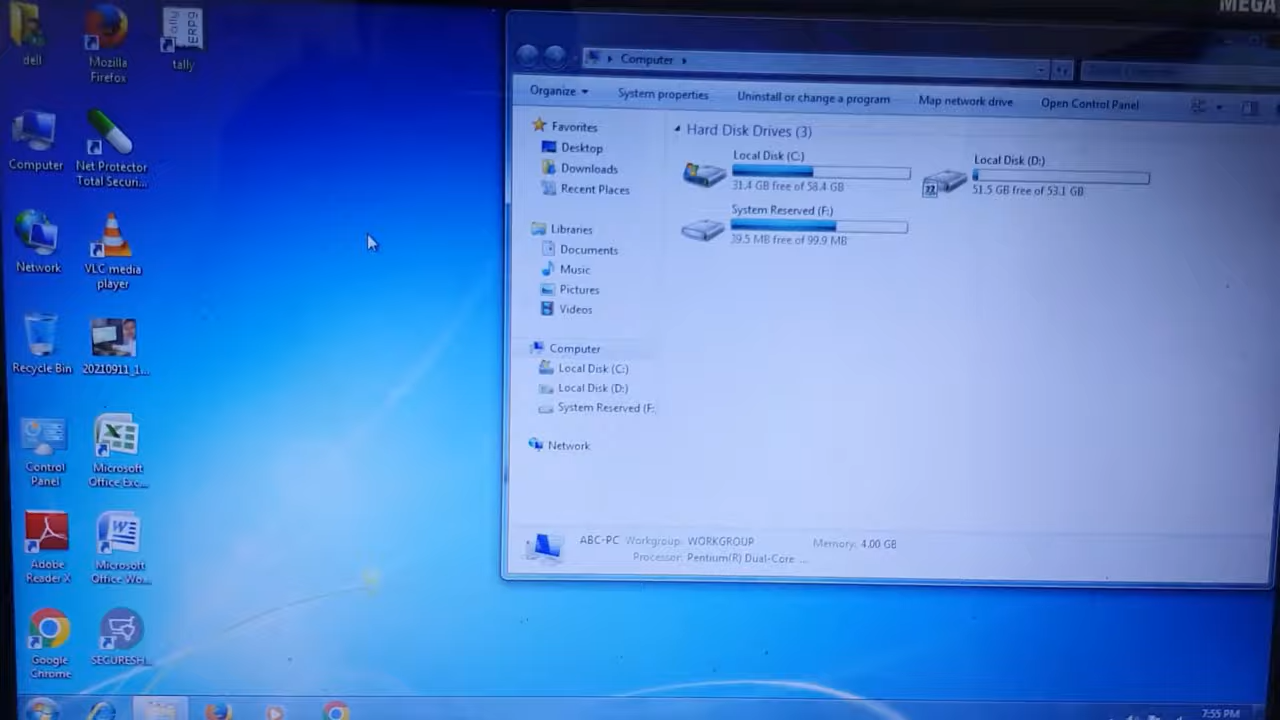 MEGA
dell
Mozilla
Firefox
tally
Computer
Net Protector
Total Securi...
Network
VLC media
player
Recycle Bin
20210911_1...
Control
Panel
Microsoft
Office Exc...
Adobe
Reader X
Microsoft
Office Wo...
Google
Chrome
SECURESH...
Computer
Organize
System properties
Uninstall or change a program
Map network drive
Open Control Panel
Favorites
Desktop
Downloads
Recent Places
Libraries
Documents
Music
Pictures
Videos
Computer
Local Disk (C:)
Local Disk (D:)
System Reserved (F:
Network
Hard Disk Drives (3)
Local Disk (C:)
31.4 GB free of 58.4 GB
Local Disk (D:)
51.5 GB free of 53.1 GB
System Reserved (F:)
39.5 MB free of 99.9 MB
ABC-PC Workgroup: WORKGROUP Memory: 4.00 GB
Processor: Pentium(R) Dual-Core ...
7:55 PM